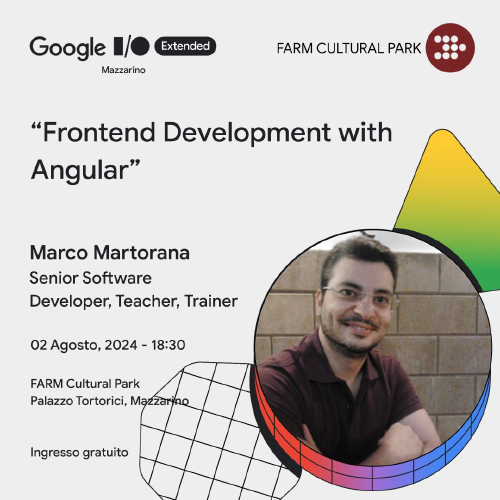 Google I/O Extended
Mazzarino
FARM CULTURAL PARK
“Frontend Development with
Angular”
Marco Martorana
Senior Software
Developer, Teacher, Trainer
02 Agosto, 2024 - 18:30
FARM Cultural Park
Palazzo Tortorici, Mazzarino
Ingresso gratuito